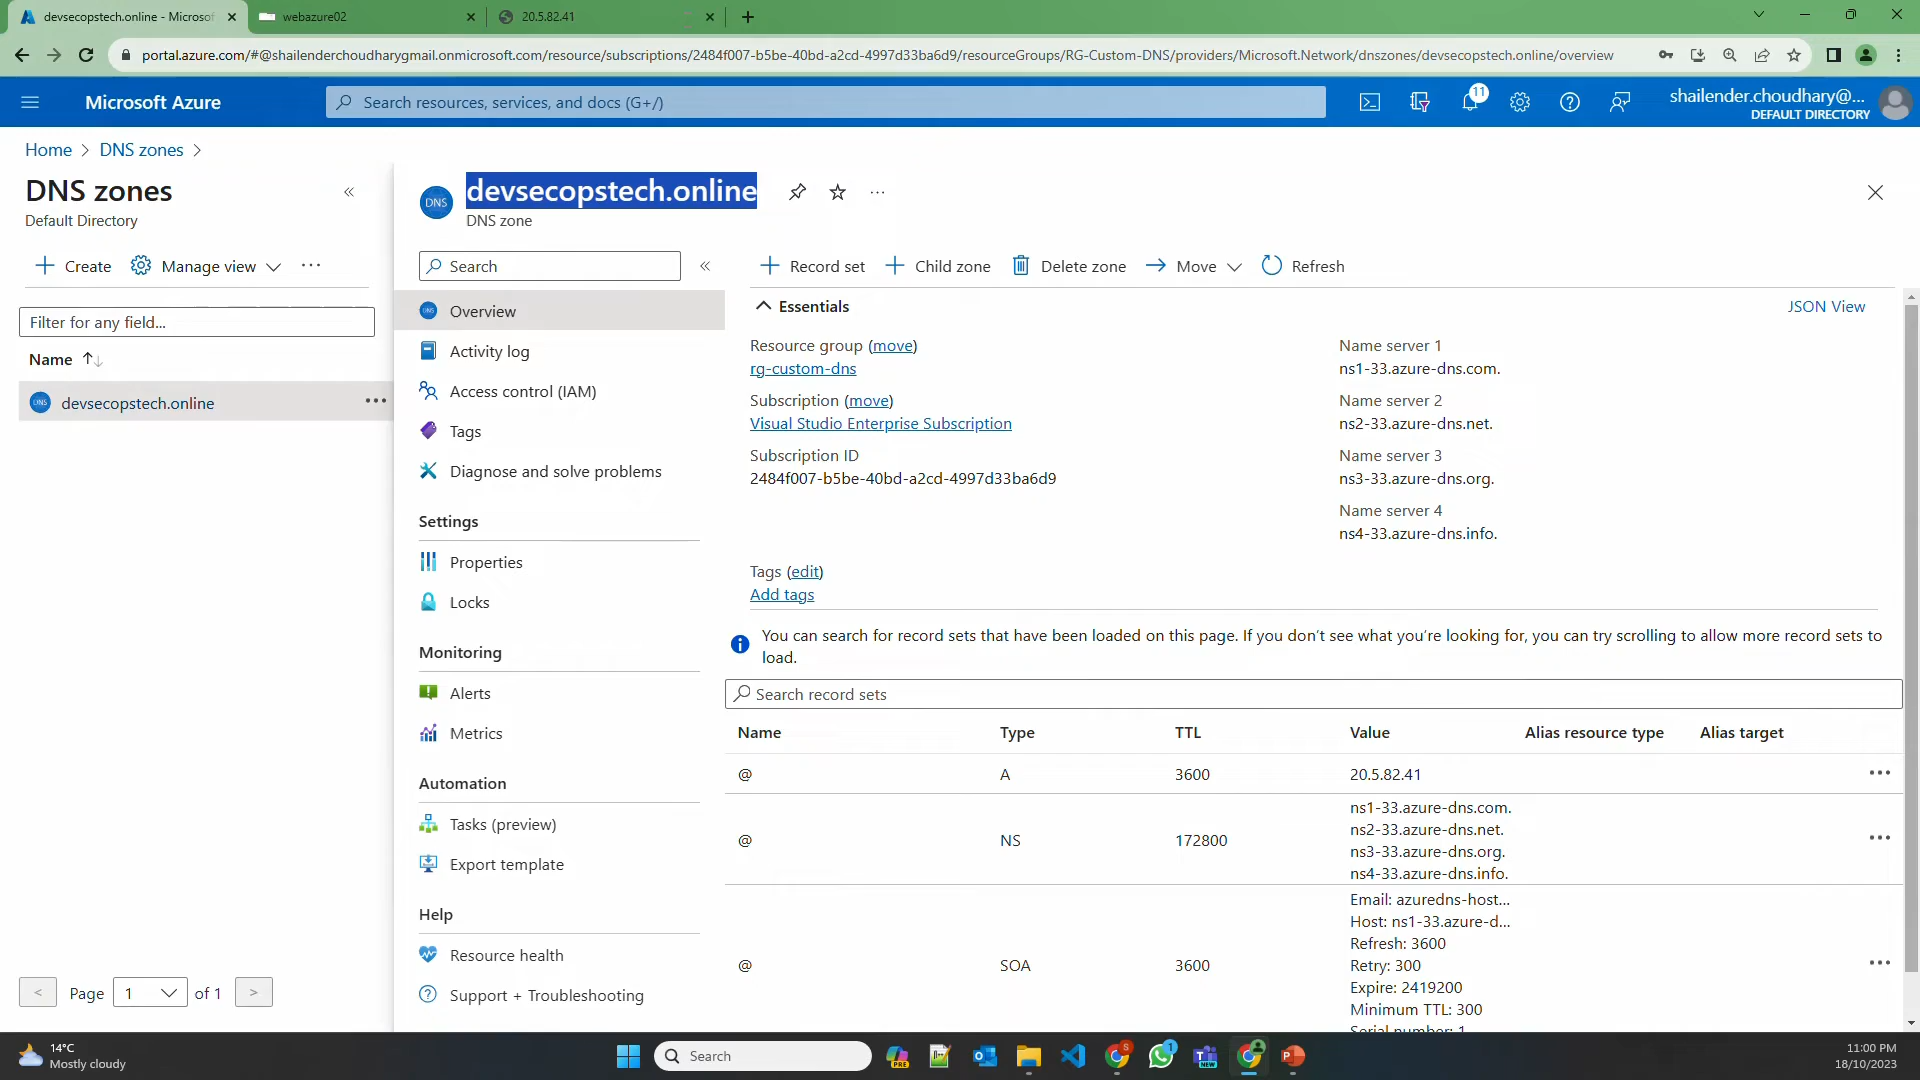 devsecopstech.online - Microsof
webazure02
20.5.82.41
portal.azure.com/#@shailenderchoudharygmail.onmicrosoft.com/resource/subscriptions/2484f007-b5be-40bd-a2cd-4997d33ba6d9/resourceGroups/RG-Custom-DNS/providers/Microsoft.Network/dnszones/devsecopstech.online/overview
Microsoft Azure
Search resources, services, and docs (G+/)
11
shailender.choudhary@...
DEFAULT DIRECTORY
Home
DNS zones
DNS zones
Default Directory
Create
Manage view
Filter for any field...
Name
DNS
devsecopstech.online
Page
1
of 1
DNS
devsecopstech.online
DNS zone
Search
Overview
Activity log
Access control (IAM)
Tags
Diagnose and solve problems
Settings
Properties
Locks
Monitoring
Alerts
Metrics
Automation
Tasks (preview)
Export template
Help
Resource health
Support + Troubleshooting
Record set
Child zone
Delete zone
Move
Refresh
Essentials
JSON View
Resource group (move)
rg-custom-dns
Subscription (move)
Visual Studio Enterprise Subscription
Subscription ID
2484f007-b5be-40bd-a2cd-4997d33ba6d9
Name server 1
ns1-33.azure-dns.com.
Name server 2
ns2-33.azure-dns.net.
Name server 3
ns3-33.azure-dns.org.
Name server 4
ns4-33.azure-dns.info.
Tags (edit)
Add tags
You can search for record sets that have been loaded on this page. If you don't see what you're looking for, you can try scrolling to allow more record sets to
load.
Search record sets
Name Type TTL Value Alias resource type Alias target
@ A 3600 20.5.82.41
@ NS 172800
ns1-33.azure-dns.com.
ns2-33.azure-dns.net.
ns3-33.azure-dns.org.
ns4-33.azure-dns.info.
@ SOA 3600
Email: azuredns-host...
Host: ns1-33.azure-d...
Refresh: 3600
Retry: 300
Expire: 2419200
Minimum TTL: 300
Serial number: 1
14°C
Mostly cloudy
Search
PRE
S
1
NEW
11:00 PM
18/10/2023